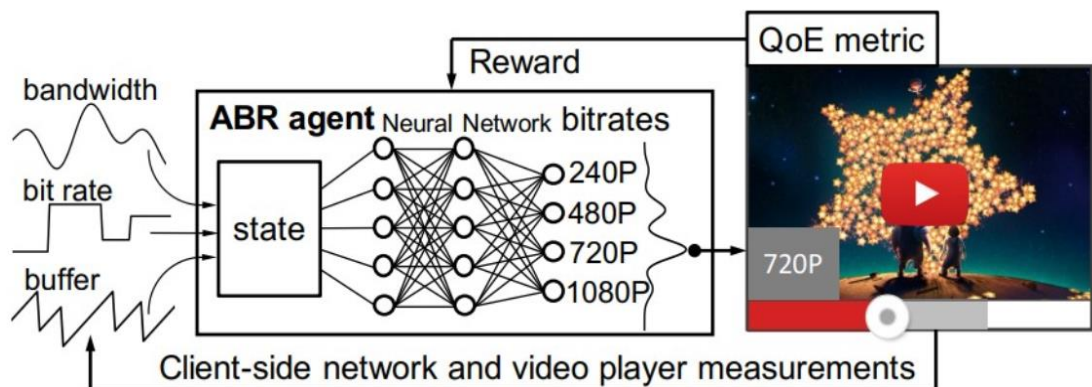 QoE metric
Reward
bandwidth
ABR agent Neural Network bitrates
240P
bit rate
480P
state
720P
720P
buffer
1080P
Client-side network and video player measurements